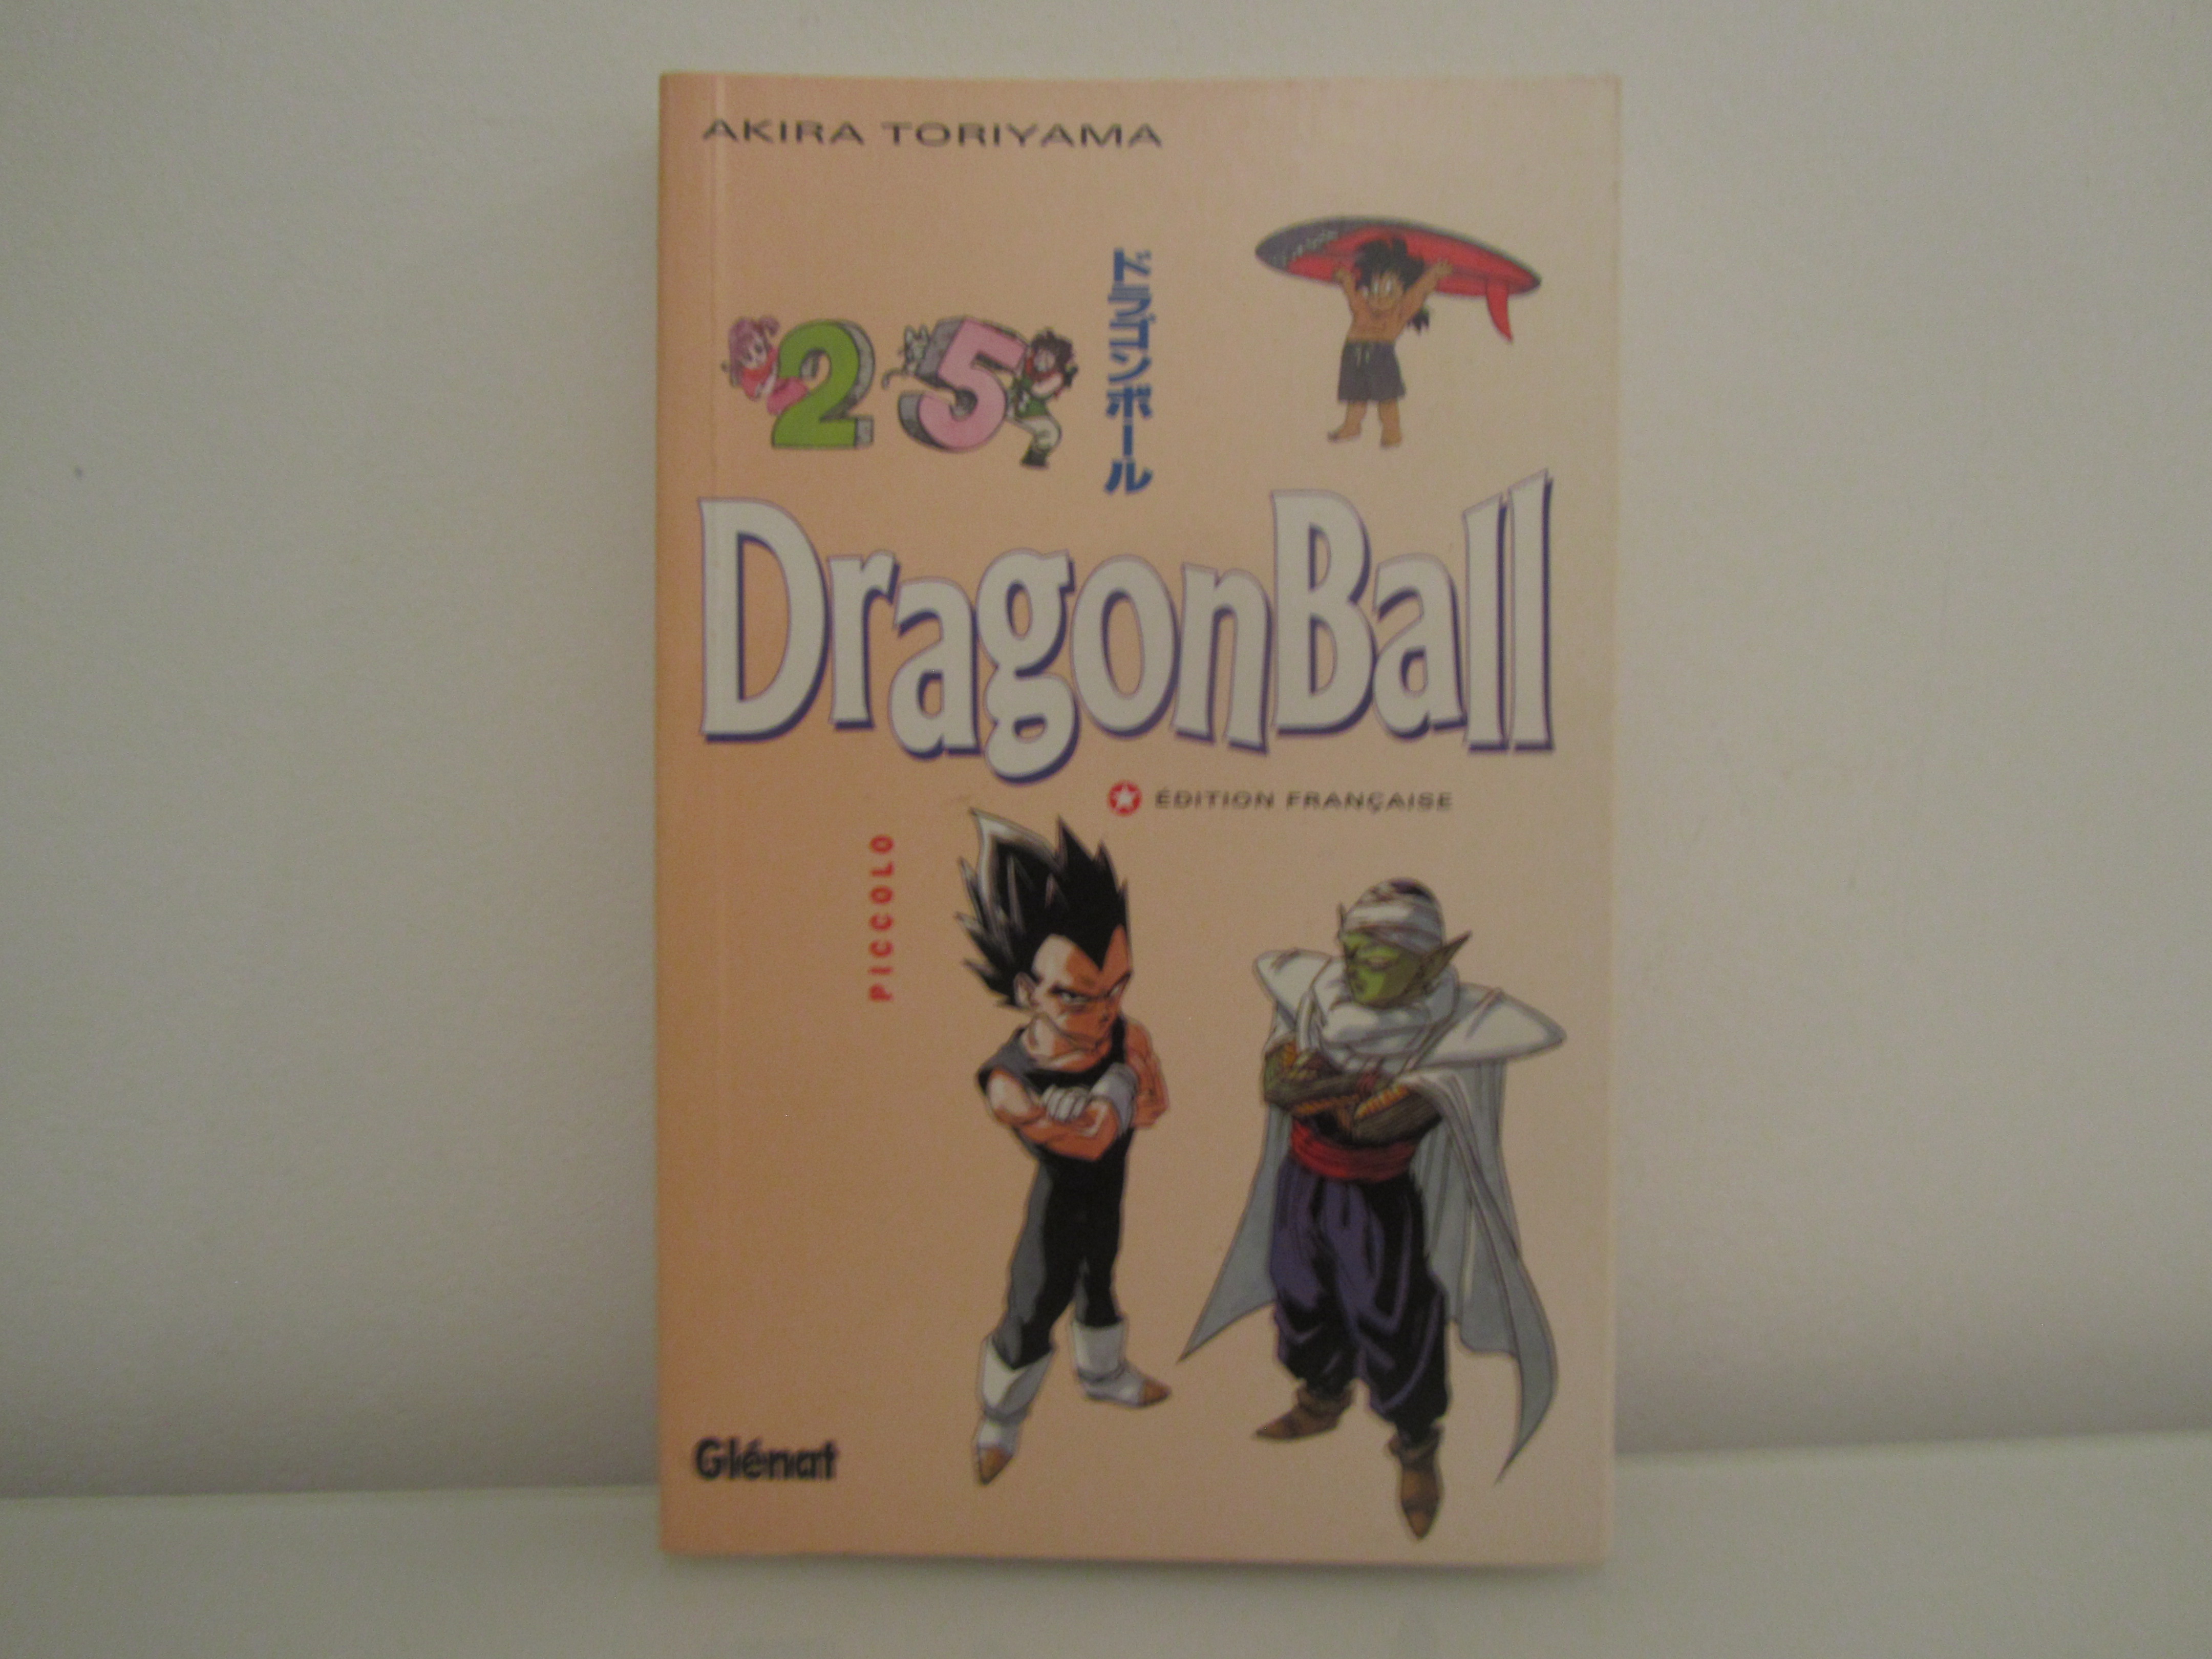 AKIRA TORIYAMA
25
ドラゴンボール
DragonBall
ÉDITION FRANÇAISE
PICCOLO
Glénat